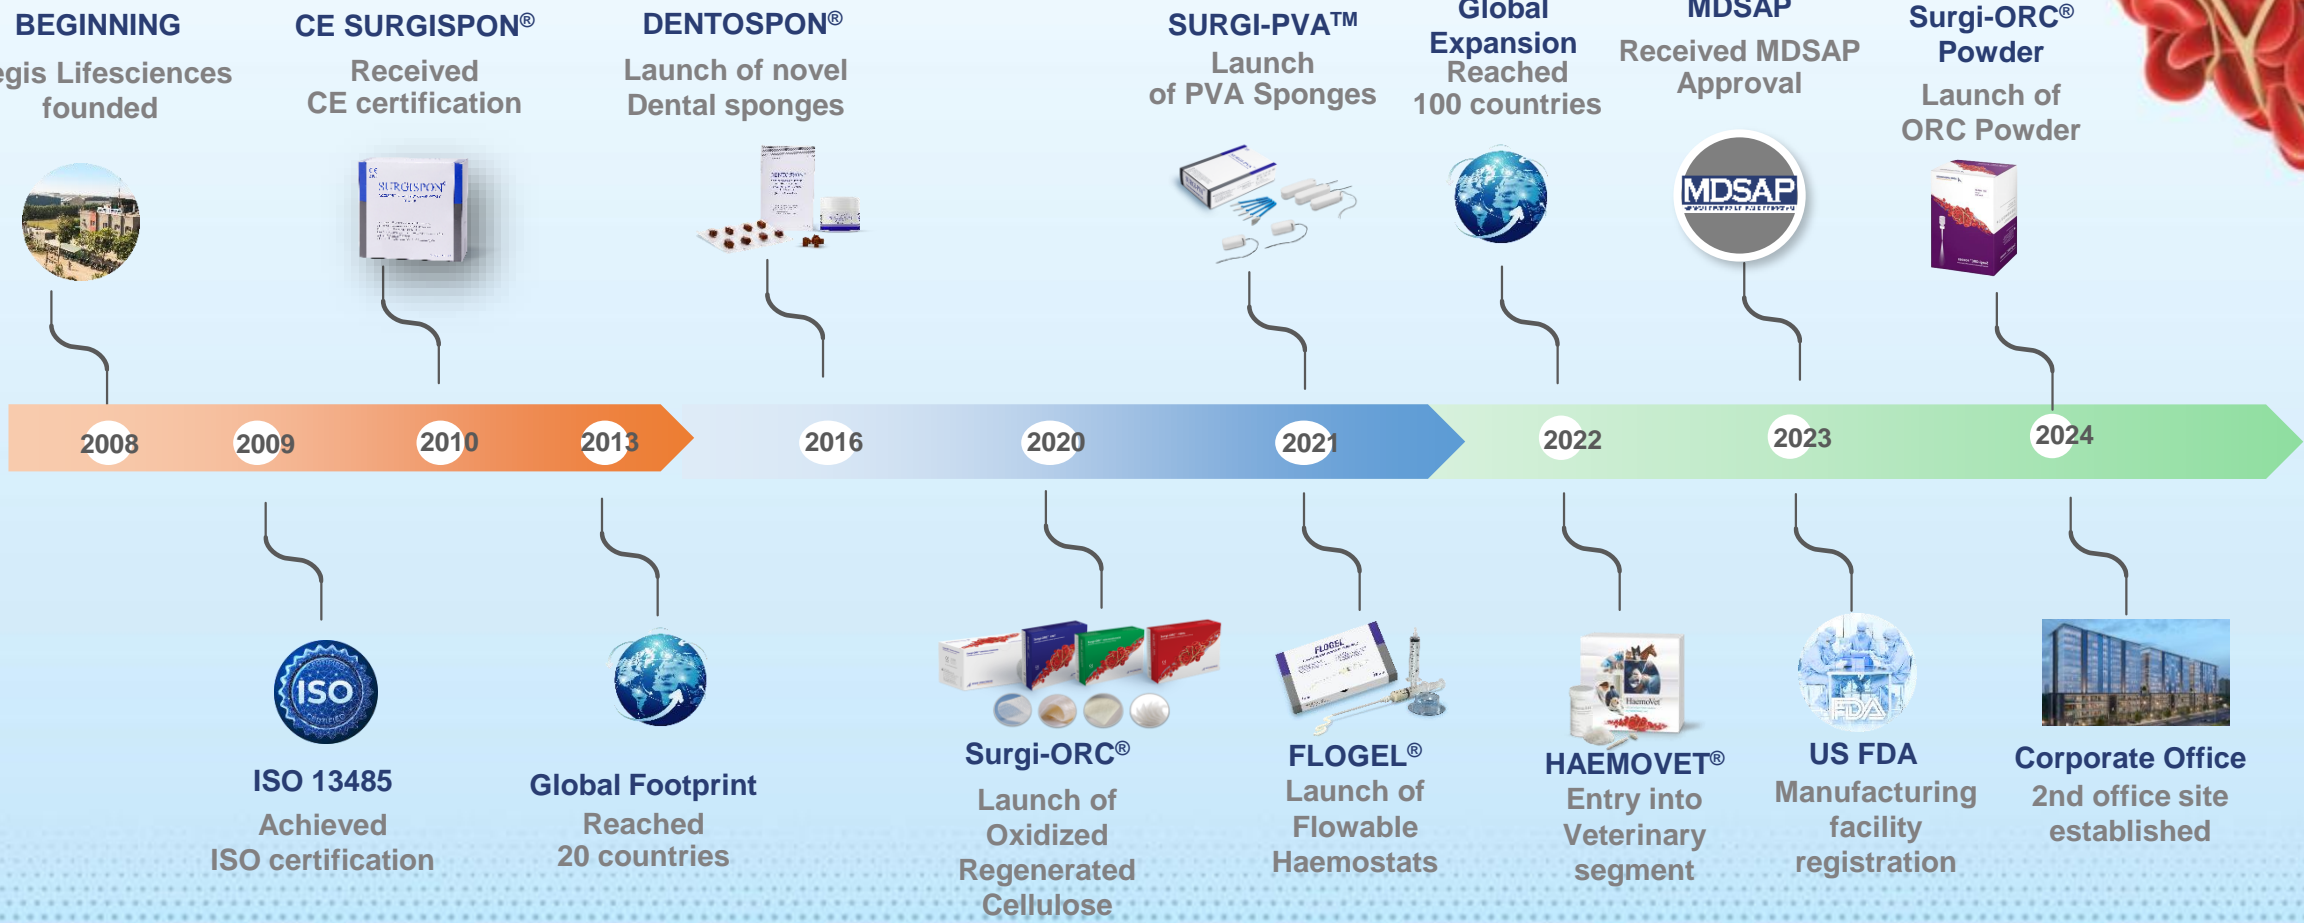 BEGINNING
egis Lifesciences
founded
CE SURGISPON®
Received
CE certification
SURGISPON®
DENTOSPON®
Launch of novel
Dental sponges
SURGI-PVA™
Launch
of PVA Sponges
Global
Expansion
Reached
100 countries
MDSAP
Received MDSAP
Approval
MDSAP
Surgi-ORC®
Powder
Launch of
ORC Powder
2008
2009
2010
2013
2016
2020
2021
2022
2023
2024
ISO
CERTIFIED
ISO 13485
Achieved
ISO certification
Global Footprint
Reached
20 countries
Surgi-ORC®
Launch of
Oxidized
Regenerated
Cellulose
FLOGEL
FLOGEL®
Launch of
Flowable
Haemostats
HaemoVet
HAEMOVET®
Entry into
Veterinary
segment
FDA
US FDA
Manufacturing
facility
registration
Corporate Office
2nd office site
established